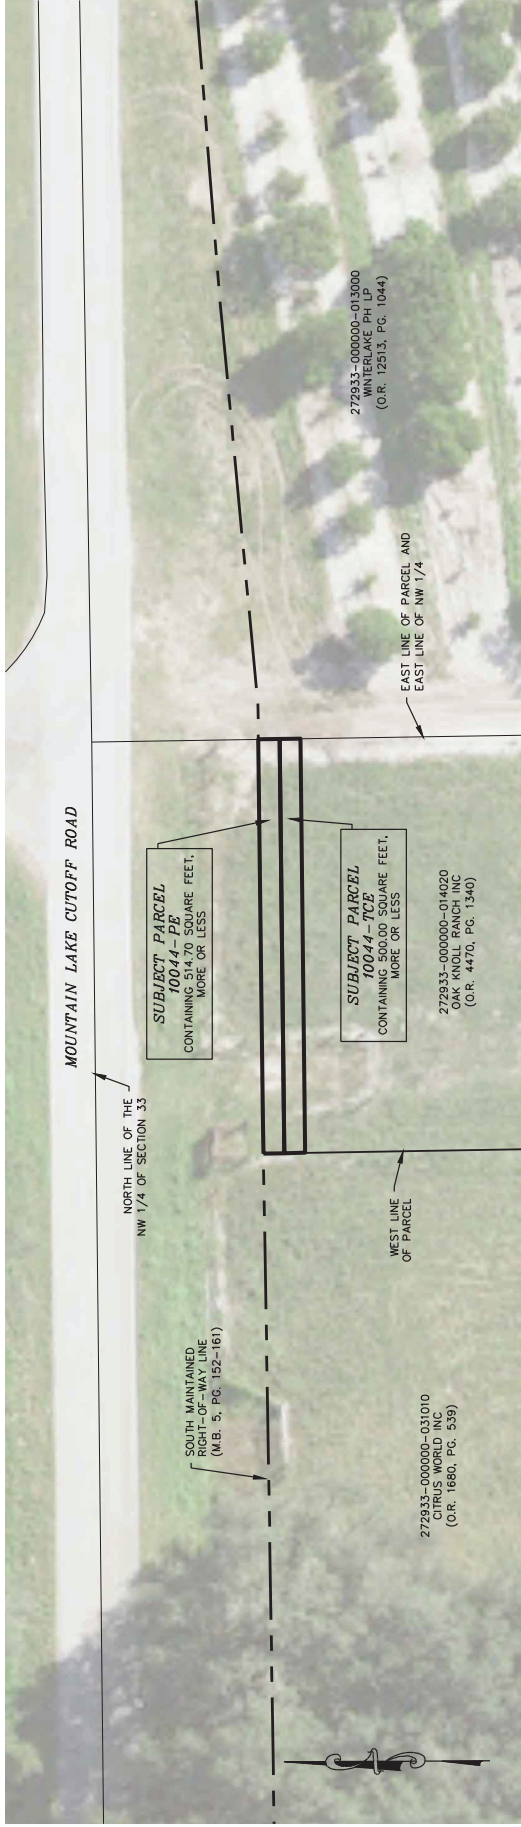 MOUNTAIN LAKE CUTOFF ROAD
NORTH LINE OF THE
NW 1/4 OF SECTION 33
SUBJECT PARCEL
10044-PE
CONTAINING 514.70 SQUARE FEET,
MORE OR LESS
SOUTH MAINTAINED
RIGHT-OF-WAY LINE
(M.B. 5, PG. 152-161)
SUBJECT PARCEL
10044-TCE
CONTAINING 500.00 SQUARE FEET,
MORE OR LESS
272933-000000-013000
WINTERLAKE PH LP
(O.R. 12513, PG. 1044)
WEST LINE
OF PARCEL
EAST LINE OF PARCEL AND
EAST LINE OF NW 1/4
272933-000000-031010
CITRUS WORLD INC
(O.R. 1680, PG. 539)
272933-000000-014020
OAK KNOLL RANCH INC
(O.R. 4470, PG. 1340)